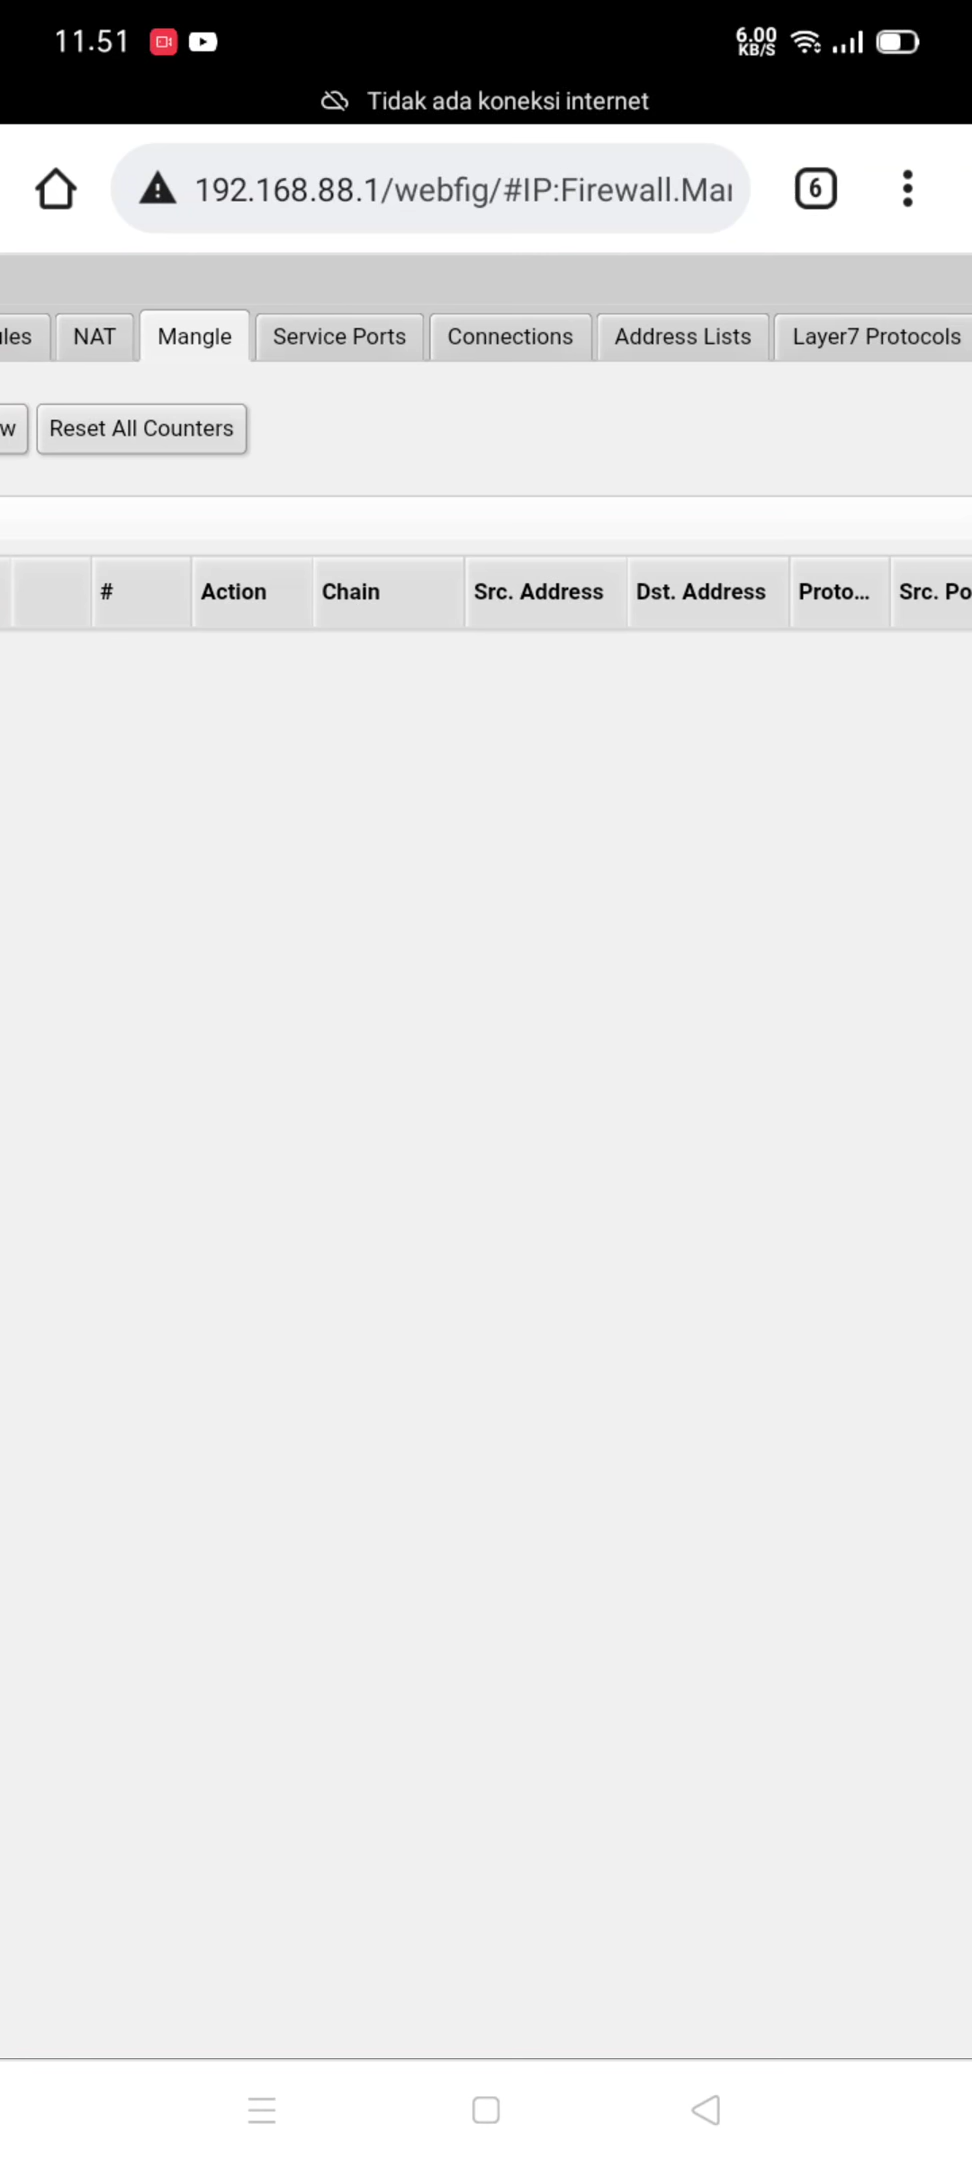 11.51
6.00
KB/S
Tidak ada koneksi internet
192.168.88.1/webfig/#IP:Firewall.Mar
6
ules NAT Mangle Service Ports Connections Address Lists Layer7 Protocols
w Reset All Counters
# Action Chain Src. Address Dst. Address Proto... Src. Po